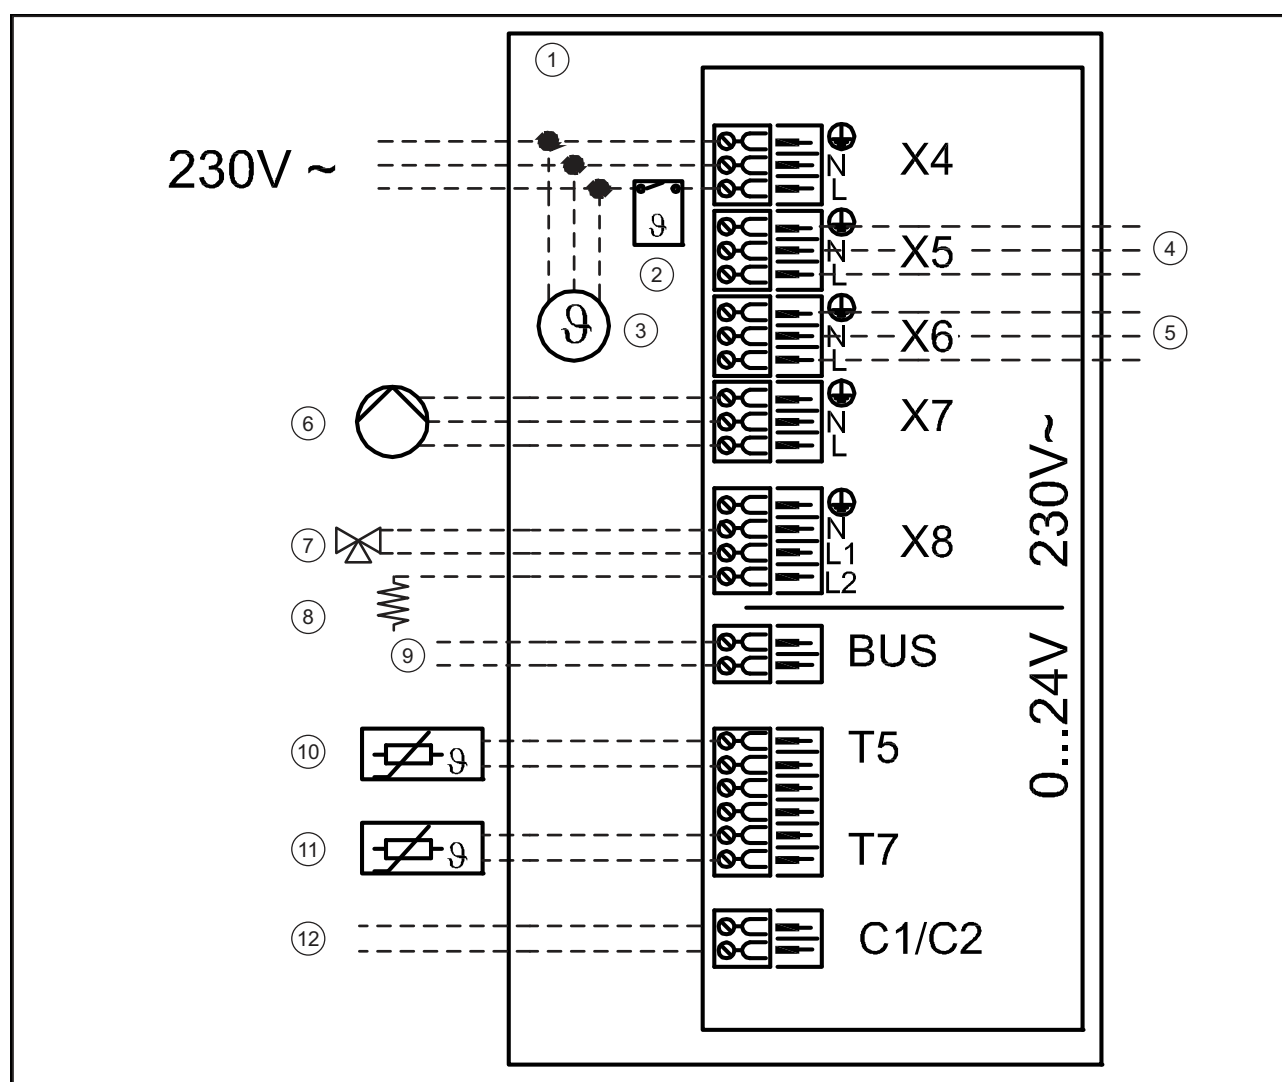 1
230V ~
N
L
X4
ϑ
2
N
L
X5
4
ϑ
3
N
L
X6
5
6
N
L
X7
230V~
7
N
L1
L2
X8
8
9
BUS
0...24V
10
ϑ
T5
11
ϑ
T7
12
C1/C2